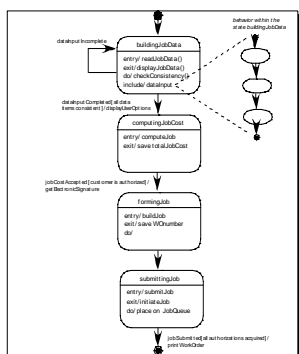 behavior within the
state buildingJobData
dataInput Incomplete
buildingJobData
entry/ readJobData()
exit/ displayJobData()
do/ checkConsistency()
include/ dataInput
dataInput Completed [all data
items consistent] / displayUserOptions
computingJobCost
entry/ computeJob
exit/ save totalJobCost
jobCostAccepted [customer is authorized] /
getElectronicSignature
formingJob
entry/ buildJob
exit/ save WOnumber
do/
submittingJob
entry/ submitJob
exit/ initiateJob
do/ place on JobQueue
jobSubmitted [all authorizations acquired] /
printWorkOrder